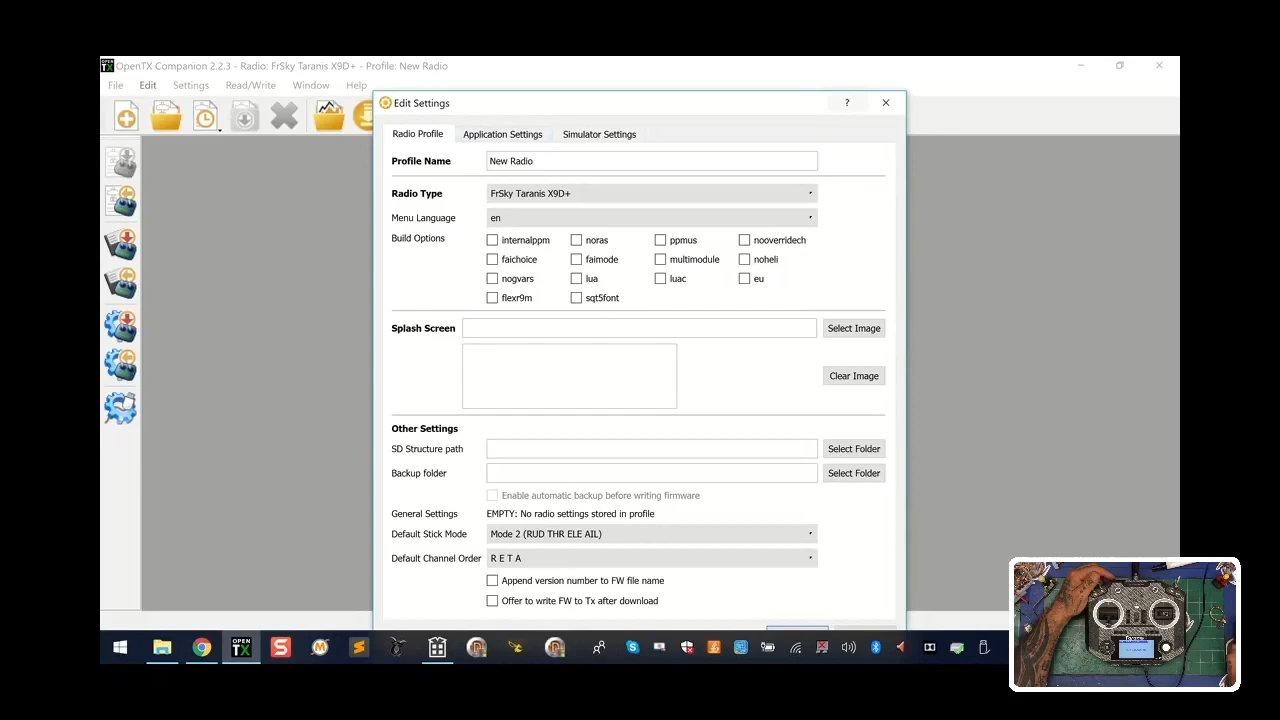 OpenTX Companion 2.2.3 - Radio: FrSky Taranis X9D+ - Profile: New Radio
File Edit Settings Read/Write Window Help
Edit Settings
?
Radio Profile Application Settings Simulator Settings
Profile Name New Radio
Radio Type FrSky Taranis X9D+
Menu Language en
Build Options internalppm noras ppmus nooverridech
faichoice faimode multimodule noheli
nogvars lua luac eu
flexr9m sqt5font
Splash Screen Select Image
Clear Image
Other Settings
SD Structure path Select Folder
Backup folder Select Folder
Enable automatic backup before writing firmware
General Settings EMPTY: No radio settings stored in profile
Default Stick Mode Mode 2 (RUD THR ELE AIL)
Default Channel Order R E T A
Append version number to FW file name
Offer to write FW to Tx after download
OPEN TX